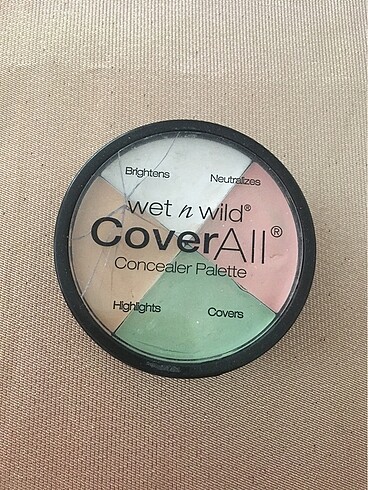 Brightens Neutralizes
wet n wild®
CoverAll®
Concealer Palette
Highlights Covers